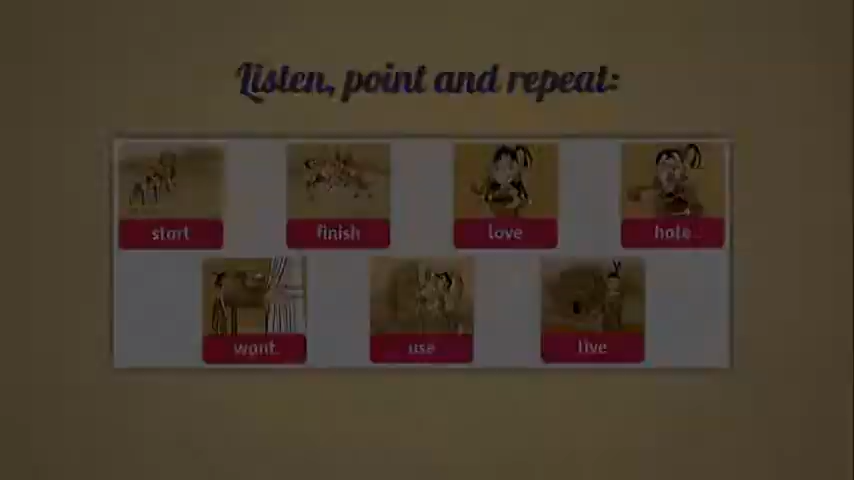 Listen, point and repeat:
start finish love hate
want use live